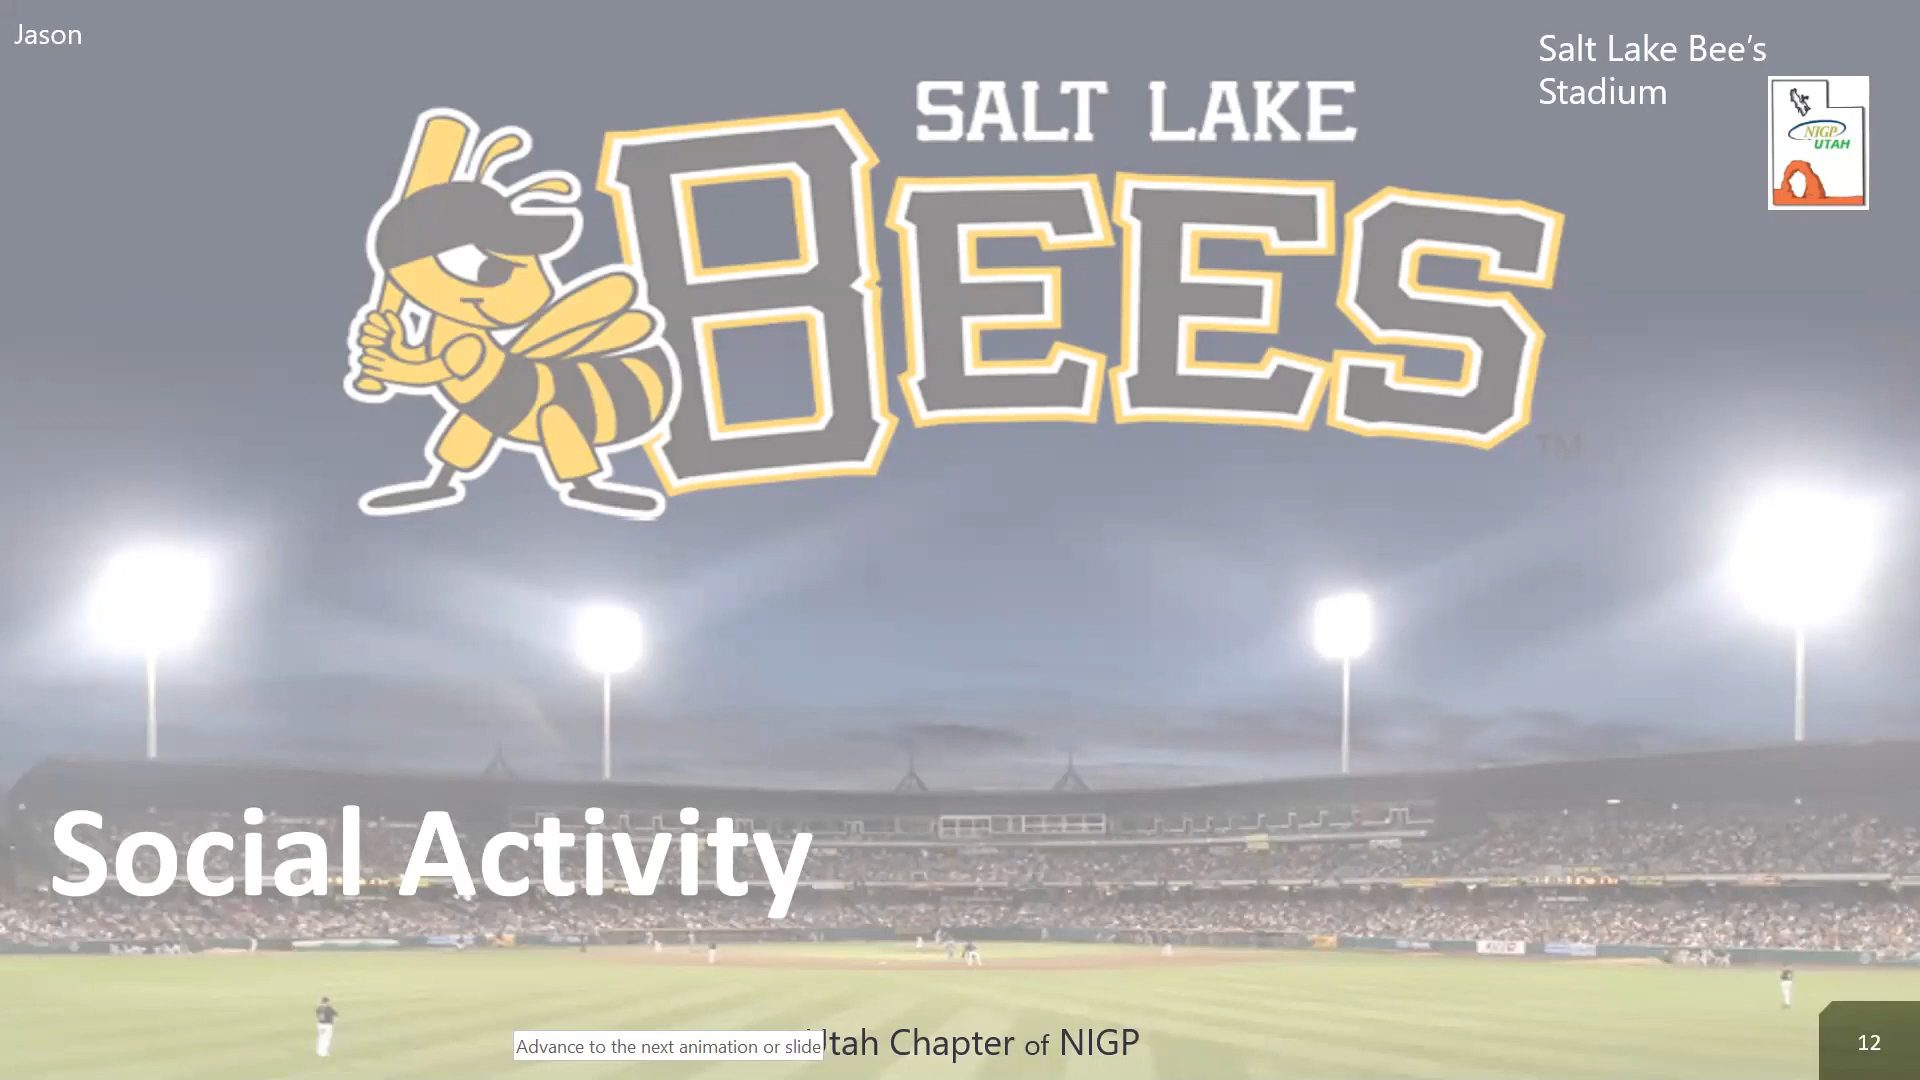 Jason
Salt Lake Bee’s
Stadium
SALT LAKE
BEES
TM
NIGP
UTAH
Social Activity
Utah Chapter of NIGP
Advance to the next animation or slide
12